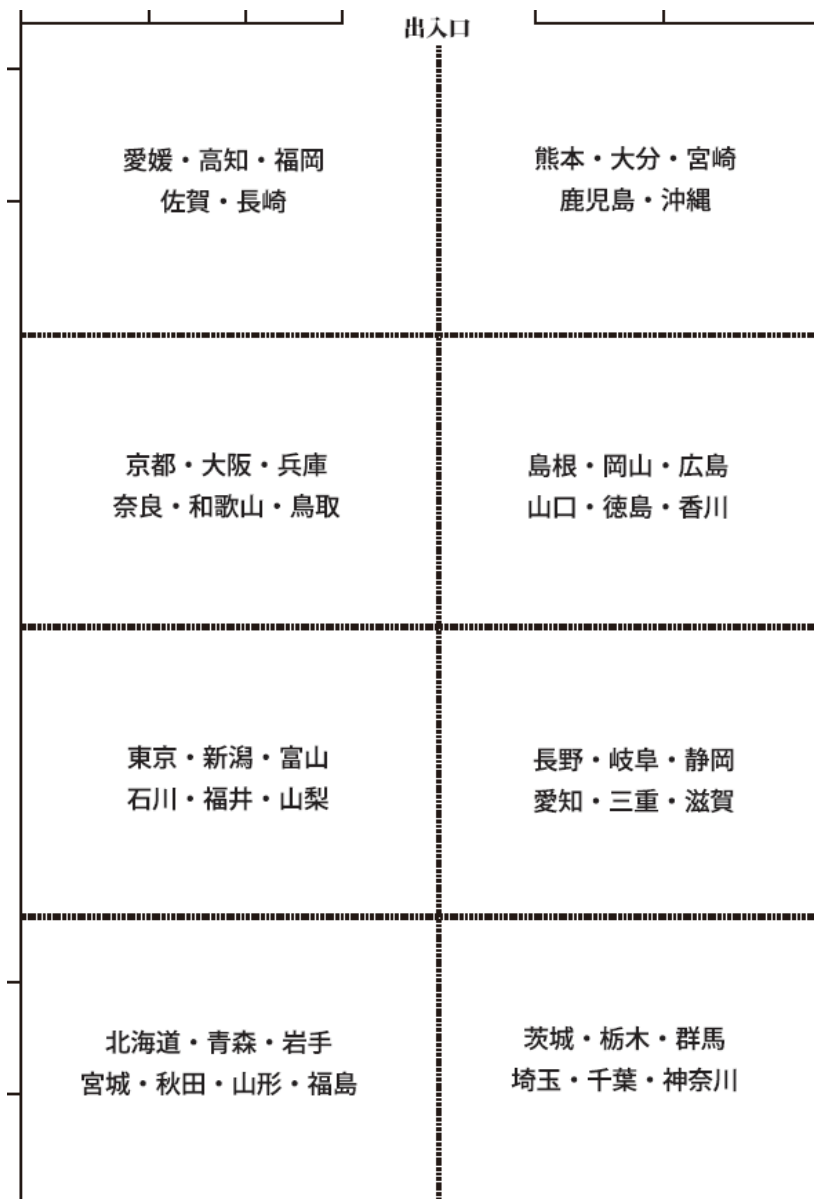 出入口
愛媛・高知・福岡
佐賀・長崎
熊本・大分・宮崎
鹿児島・沖縄
京都・大阪・兵庫
奈良・和歌山・鳥取
島根・岡山・広島
山口・徳島・香川
東京・新潟・富山
石川・福井・山梨
長野・岐阜・静岡
愛知・三重・滋賀
北海道・青森・岩手
宮城・秋田・山形・福島
茨城・栃木・群馬
埼玉・千葉・神奈川